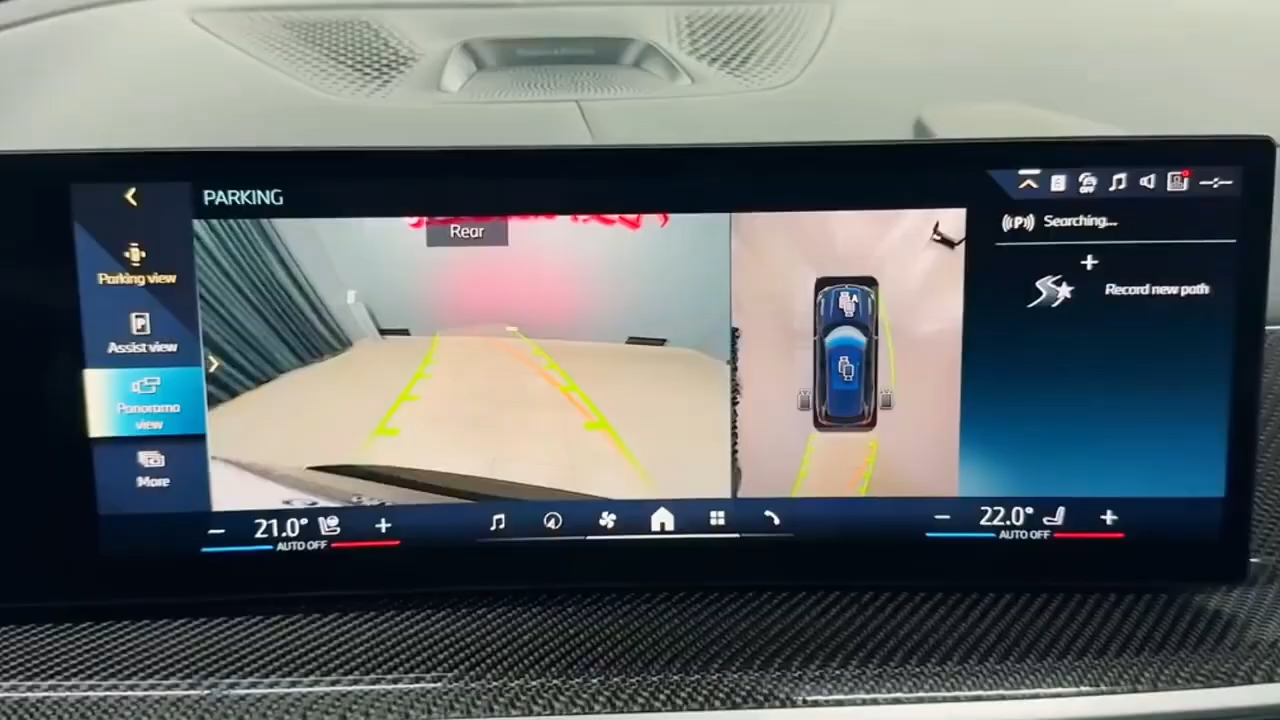 PARKING
Rear
Parking view
Assist view
Panorama
view
More
Searching...
Record new path
21.0°
AUTO OFF
22.0°
AUTO OFF